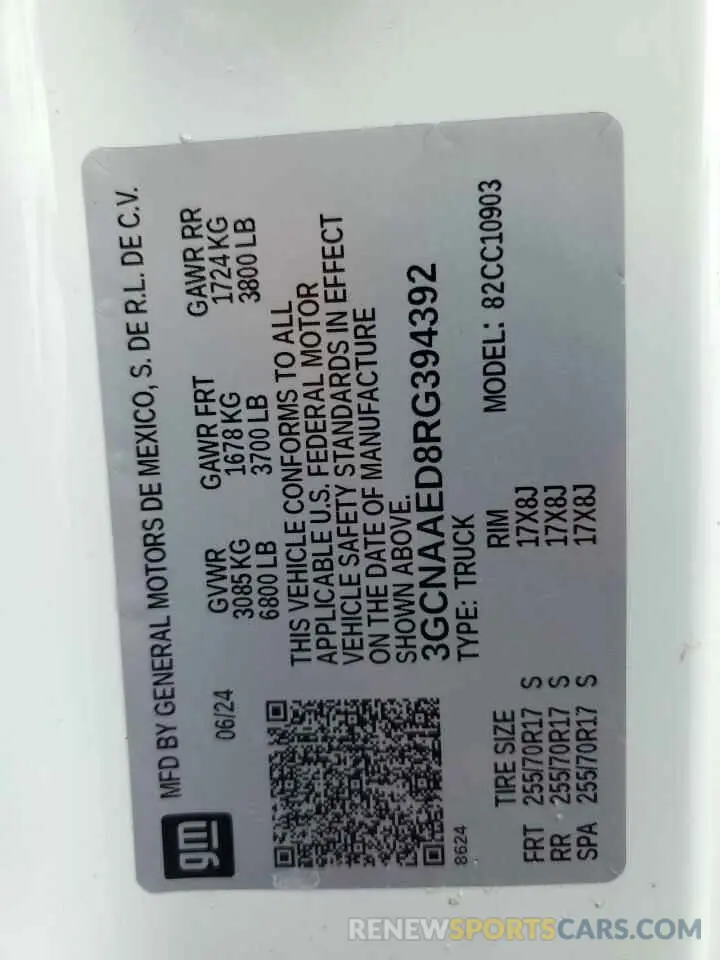 gm
MFD BY GENERAL MOTORS DE MEXICO, S. DE R.L. DE C.V.
06/24
GVWR GAWR FRT GAWR RR
3085 KG 1678 KG 1724 KG
6800 LB 3700 LB 3800 LB
THIS VEHICLE CONFORMS TO ALL
APPLICABLE U.S. FEDERAL MOTOR
VEHICLE SAFETY STANDARDS IN EFFECT
ON THE DATE OF MANUFACTURE
SHOWN ABOVE.
3GCNAAED8RG394392
8624
TYPE: TRUCK MODEL: 82CC10903
TIRE SIZE RIM
FRT 255/70R17 S 17X8J
RR 255/70R17 S 17X8J
SPA 255/70R17 S 17X8J
RENEWSPORTSCARS.COM